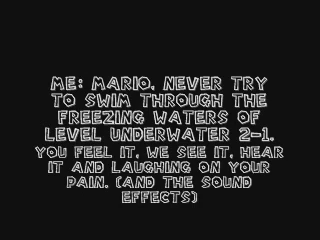 ME: MARIO, NEVER TRY
TO SWIM THROUGH THE
FREEZING WATERS OF
LEVEL UNDERWATER 2-1.
YOU FEEL IT, WE SEE IT, HEAR
IT AND LAUGHING ON YOUR
PAIN. (AND THE SOUND
EFFECTS)